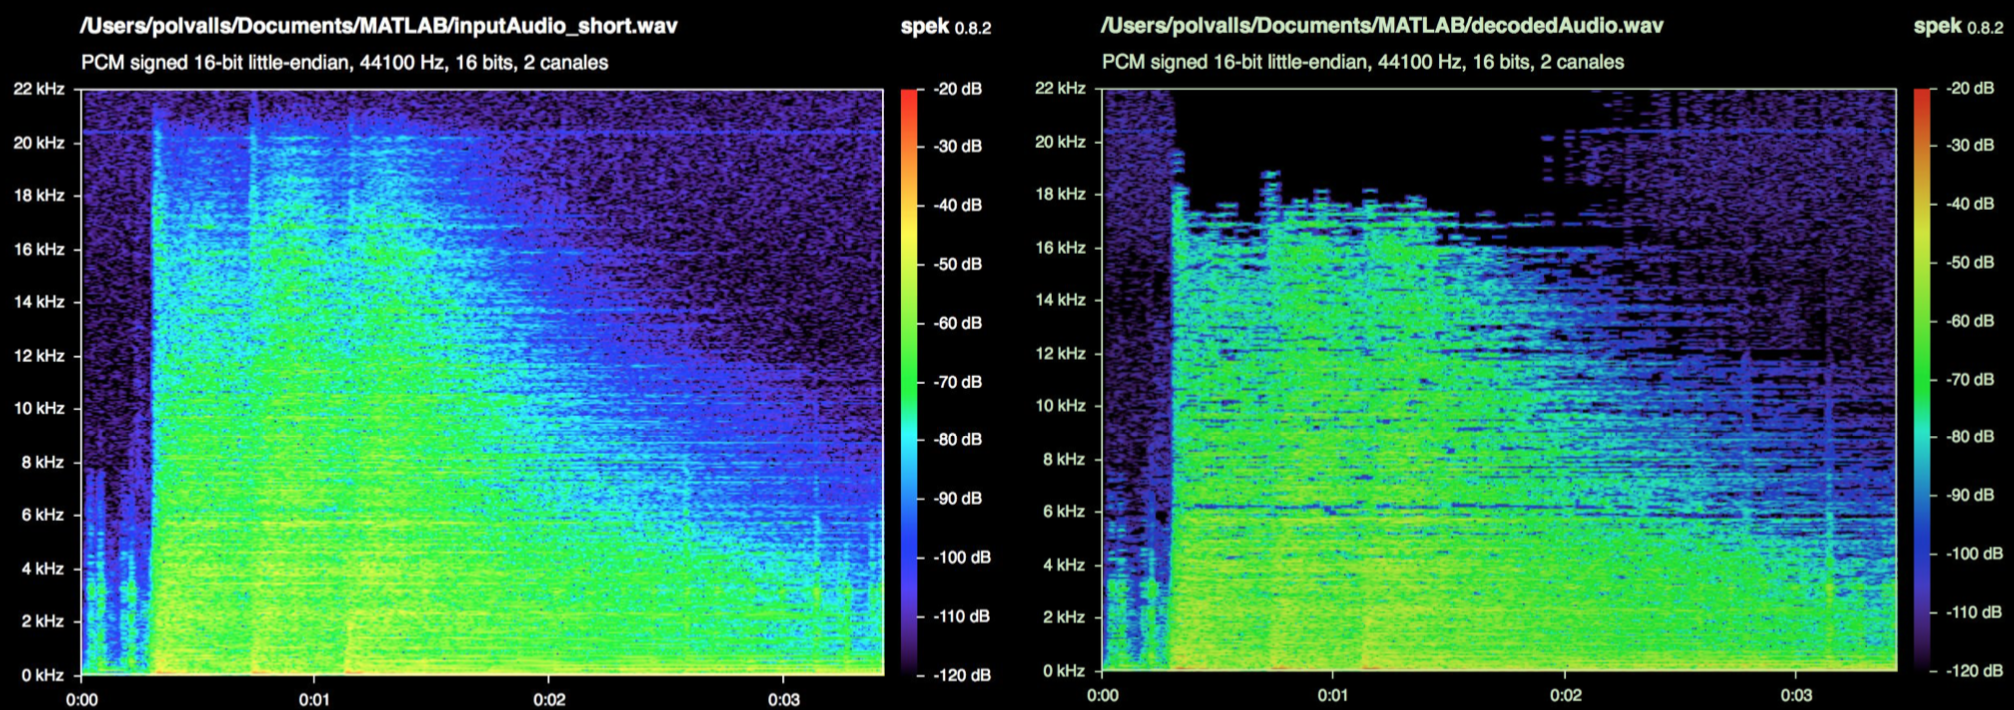 /Users/polvalls/Documents/MATLAB/inputAudio_short.wav
spek 0.8.2
PCM signed 16-bit little-endian, 44100 Hz, 16 bits, 2 canales
22 kHz
20 kHz
18 kHz
16 kHz
14 kHz
12 kHz
10 kHz
8 kHz
6 kHz
4 kHz
2 kHz
0 kHz
0:00
0:01
0:02
0:03
-20 dB
-30 dB
-40 dB
-50 dB
-60 dB
-70 dB
-80 dB
-90 dB
-100 dB
-110 dB
-120 dB
/Users/polvalls/Documents/MATLAB/decodedAudio.wav
spek 0.8.2
PCM signed 16-bit little-endian, 44100 Hz, 16 bits, 2 canales
22 kHz
20 kHz
18 kHz
16 kHz
14 kHz
12 kHz
10 kHz
8 kHz
6 kHz
4 kHz
2 kHz
0 kHz
0:00
0:01
0:02
0:03
-20 dB
-30 dB
-40 dB
-50 dB
-60 dB
-70 dB
-80 dB
-90 dB
-100 dB
-110 dB
-120 dB